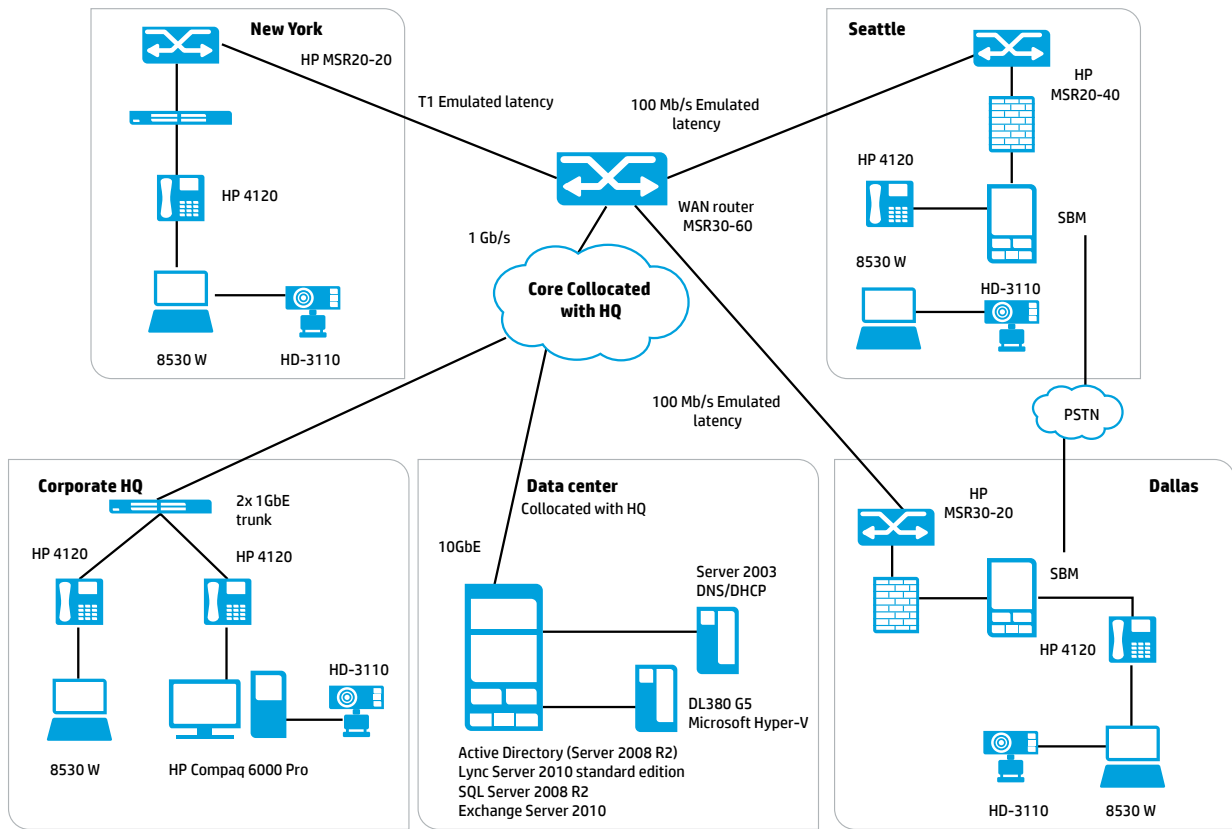 New York
HP MSR20-20
HP 4120
8530 W
HD-3110
T1 Emulated latency
100 Mb/s Emulated
latency
WAN router
MSR30-60
1 Gb/s
Core Collocated
with HQ
100 Mb/s Emulated
latency
Seattle
HP
MSR20-40
HP 4120
SBM
8530 W
HD-3110
PSTN
Corporate HQ
2x 1GbE
trunk
HP 4120
HP 4120
HD-3110
8530 W
HP Compaq 6000 Pro
Data center
Collocated with HQ
10GbE
Server 2003
DNS/DHCP
DL380 G5
Microsoft Hyper-V
Active Directory (Server 2008 R2)
Lync Server 2010 standard edition
SQL Server 2008 R2
Exchange Server 2010
Dallas
HP
MSR30-20
SBM
HP 4120
HD-3110
8530 W